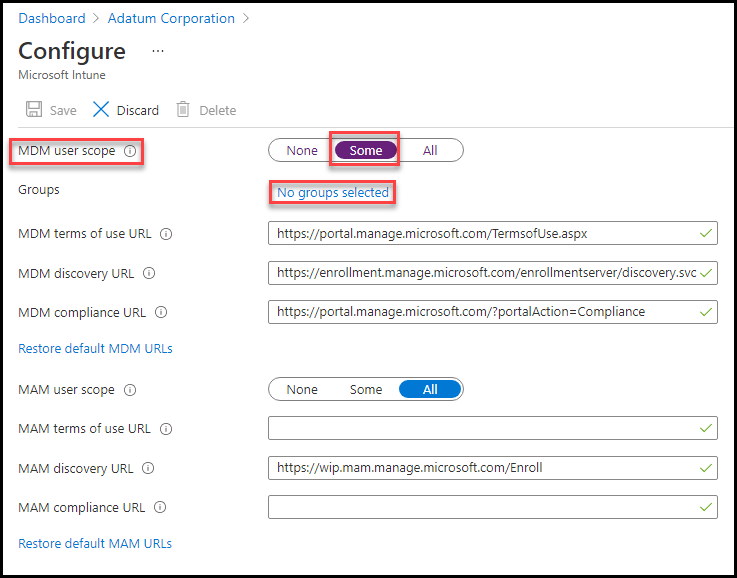 Dashboard > Adatum Corporation >
Configure ...
Microsoft Intune
Save Discard Delete
MDM user scope None Some All
Groups No groups selected
MDM terms of use URL https://portal.manage.microsoft.com/TermsofUse.aspx
MDM discovery URL https://enrollment.manage.microsoft.com/enrollmentserver/discovery.svc
MDM compliance URL https://portal.manage.microsoft.com/?portalAction=Compliance
Restore default MDM URLs
MAM user scope None Some All
MAM terms of use URL
MAM discovery URL https://wip.mam.manage.microsoft.com/Enroll
MAM compliance URL
Restore default MAM URLs